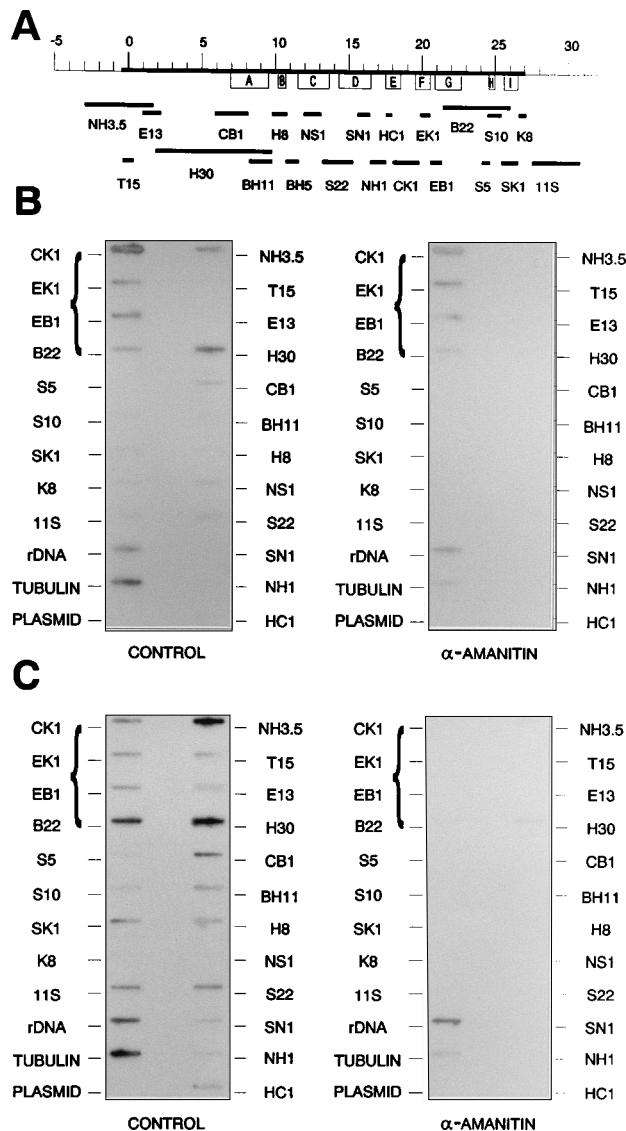 A
-5 0 5 10 15 20 25 30
A B C D E F G H I
NH3.5 E13 CB1 H8 NS1 SN1 HC1 EK1 B22 S10 K8
T15 H30 BH11 BH5 S22 NH1 CK1 EB1 S5 SK1 11S
B
CK1 NH3.5
EK1 T15
EB1 E13
B22 H30
S5 CB1
S10 BH11
SK1 H8
K8 NS1
11S S22
rDNA SN1
TUBULIN NH1
PLASMID HC1
CONTROL
CK1 NH3.5
EK1 T15
EB1 E13
B22 H30
S5 CB1
S10 BH11
SK1 H8
K8 NS1
11S S22
rDNA SN1
TUBULIN NH1
PLASMID HC1
α-AMANITIN
C
CK1 NH3.5
EK1 T15
EB1 E13
B22 H30
S5 CB1
S10 BH11
SK1 H8
K8 NS1
11S S22
rDNA SN1
TUBULIN NH1
PLASMID HC1
CONTROL
CK1 NH3.5
EK1 T15
EB1 E13
B22 H30
S5 CB1
S10 BH11
SK1 H8
K8 NS1
11S S22
rDNA SN1
TUBULIN NH1
PLASMID HC1
α-AMANITIN